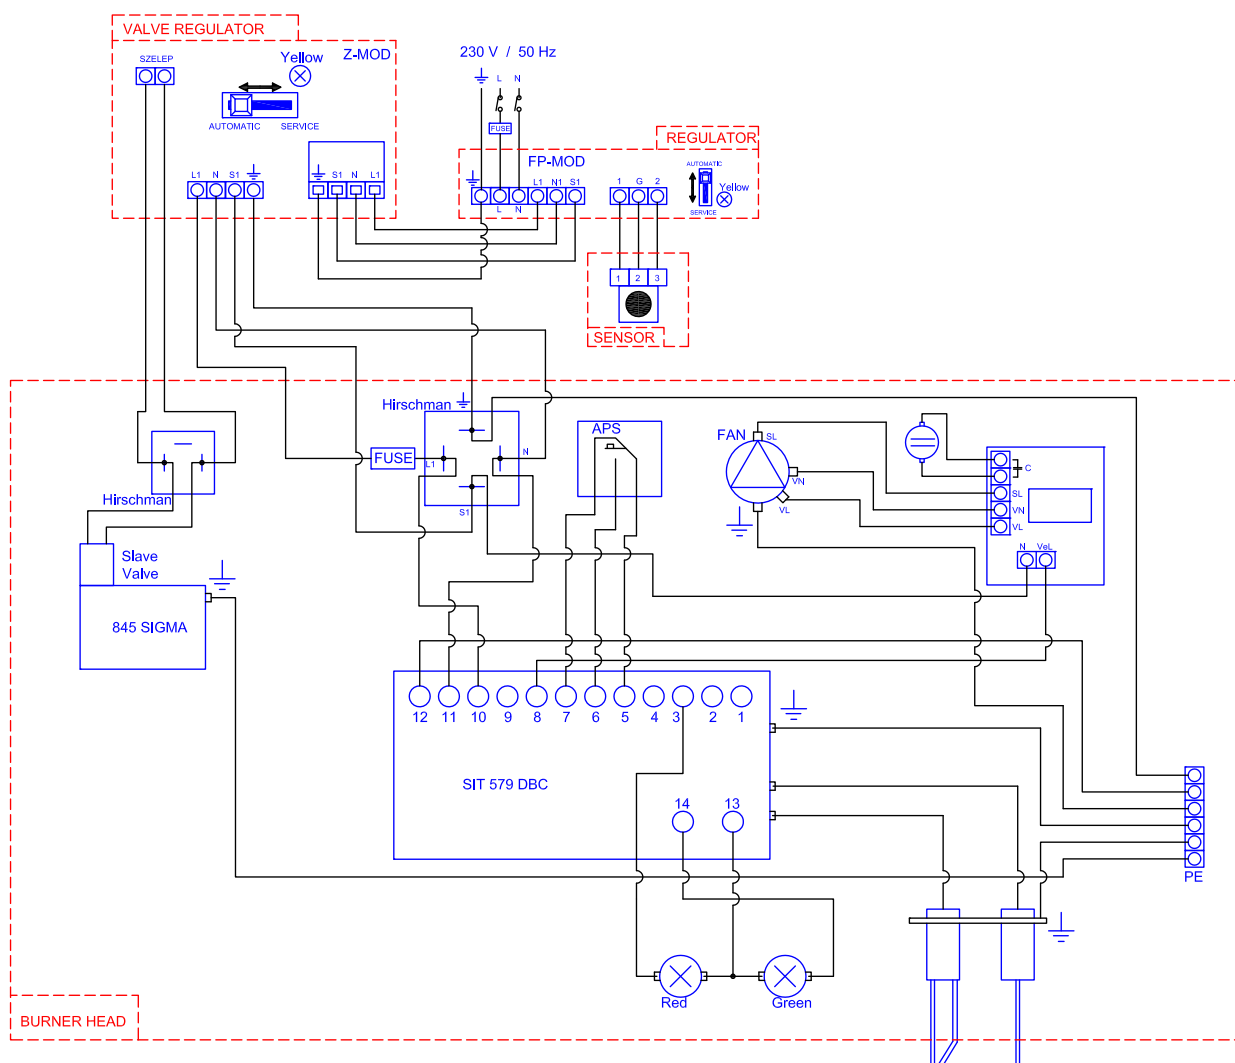 VALVE REGULATOR
SZELEP
Yellow
Z-MOD
AUTOMATIC
SERVICE
L1 N S1
S1 N L1
230 V / 50 Hz
L N
FUSE
REGULATOR
FP-MOD
AUTOMATIC
Yellow
SERVICE
L1 N1 S1
L N
1 G 2
1 2 3
SENSOR
Hirschman
FUSE
L1
N
S1
APS
FAN
SL
VN
VL
C
SL
VN
VL
N VeL
Hirschman
Slave
Valve
845 SIGMA
12 11 10 9 8 7 6 5 4 3 2 1
SIT 579 DBC
14 13
PE
Red
Green
BURNER HEAD